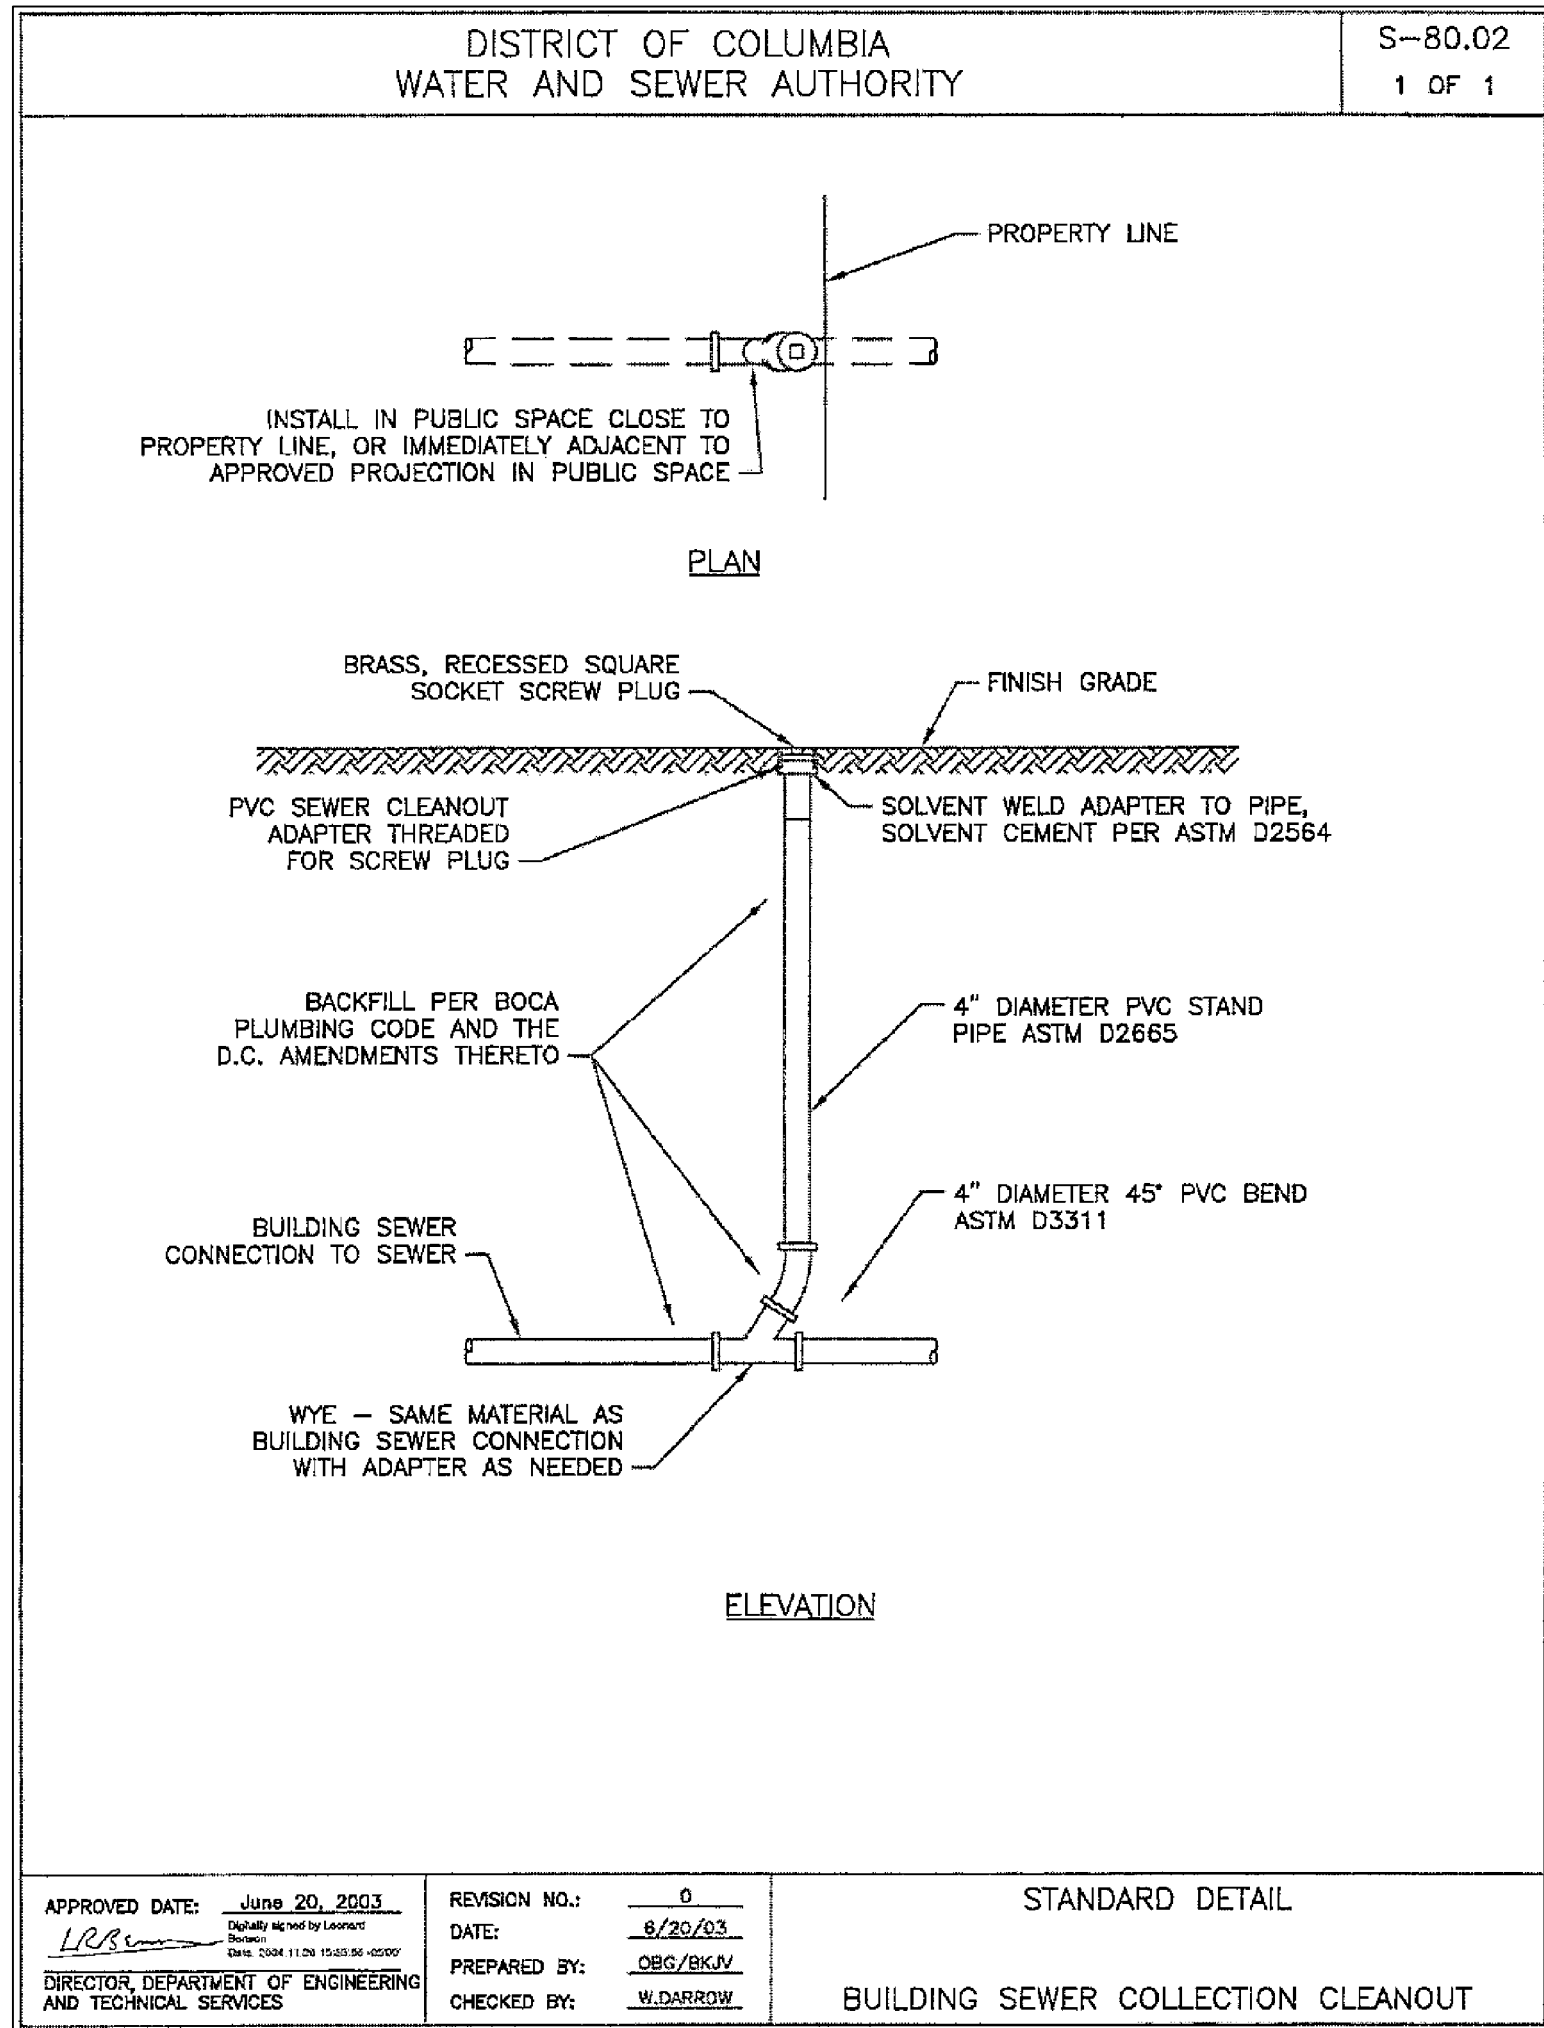 DISTRICT OF COLUMBIA
WATER AND SEWER AUTHORITY
S-80.02
1 OF 1
PROPERTY LINE
INSTALL IN PUBLIC SPACE CLOSE TO
PROPERTY LINE, OR IMMEDIATELY ADJACENT TO
APPROVED PROJECTION IN PUBLIC SPACE
PLAN
BRASS, RECESSED SQUARE
SOCKET SCREW PLUG
FINISH GRADE
PVC SEWER CLEANOUT
ADAPTER THREADED
FOR SCREW PLUG
SOLVENT WELD ADAPTER TO PIPE,
SOLVENT CEMENT PER ASTM D2564
BACKFILL PER BOCA
PLUMBING CODE AND THE
D.C. AMENDMENTS THERETO
4" DIAMETER PVC STAND
PIPE ASTM D2665
4" DIAMETER 45° PVC BEND
ASTM D3311
BUILDING SEWER
CONNECTION TO SEWER
WYE – SAME MATERIAL AS
BUILDING SEWER CONNECTION
WITH ADAPTER AS NEEDED
ELEVATION
APPROVED DATE: June 20, 2003
Digitally signed by Leonard
Benson
DIRECTOR, DEPARTMENT OF ENGINEERING
AND TECHNICAL SERVICES
REVISION NO.: 0
DATE: 6/20/03
PREPARED BY: OBG/BKJV
CHECKED BY: W.DARROW
STANDARD DETAIL
BUILDING SEWER COLLECTION CLEANOUT